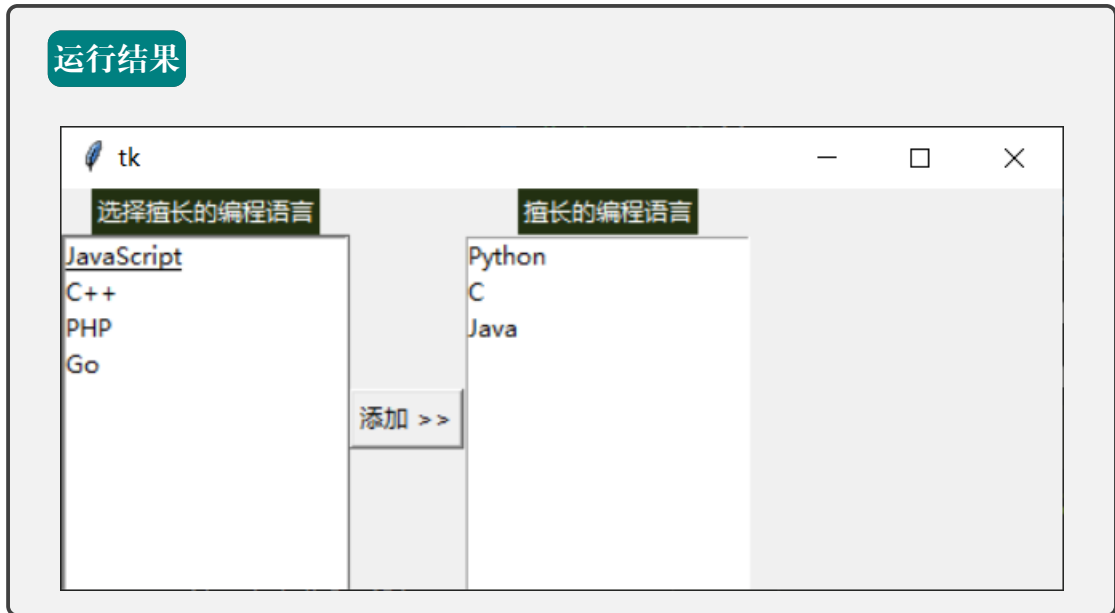 运行结果
tk
选择擅长的编程语言
擅长的编程语言
JavaScript
C++
PHP
Go
添加 >>
Python
C
Java